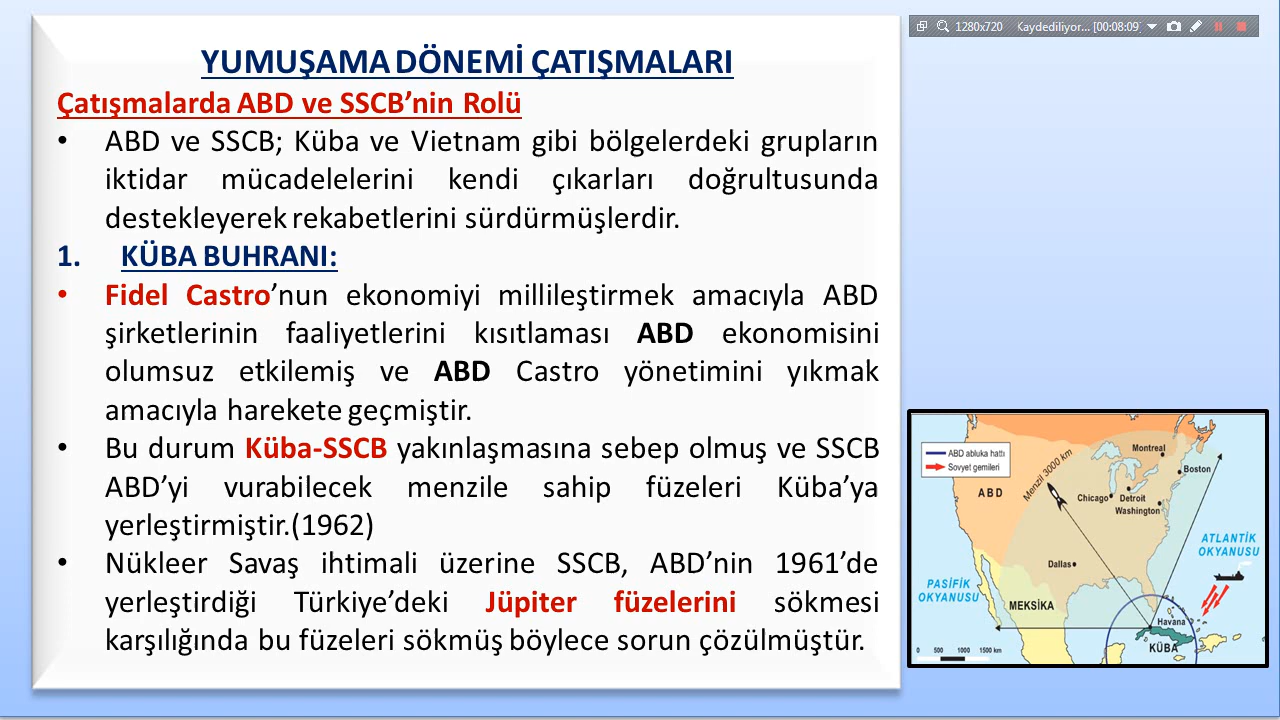 1280x720 Kaydediliyor... [00:08:09]
YUMUŞAMA DÖNEMİ ÇATIŞMALARI
Çatışmalarda ABD ve SSCB’nin Rolü
• ABD ve SSCB; Küba ve Vietnam gibi bölgelerdeki grupların
iktidar mücadelelerini kendi çıkarları doğrultusunda
destekleyerek rekabetlerini sürdürmüşlerdir.
1. KÜBA BUHRANI:
• Fidel Castro’nun ekonomiyi millileştirmek amacıyla ABD
şirketlerinin faaliyetlerini kısıtlaması ABD ekonomisini
olumsuz etkilemiş ve ABD Castro yönetimini yıkmak
amacıyla harekete geçmiştir.
• Bu durum Küba-SSCB yakınlaşmasına sebep olmuş ve SSCB
ABD’yi vurabilecek menzile sahip füzeleri Küba’ya
yerleştirmiştir.(1962)
• Nükleer Savaş ihtimali üzerine SSCB, ABD’nin 1961’de
yerleştirdiği Türkiye’deki Jüpiter füzelerini sökmesi
karşılığında bu füzeleri sökmüş böylece sorun çözülmüştür.
ABD abluka hattı
Sovyet gemileri
ABD
Menzil 3000 km
Montreal
Boston
Chicago
Detroit
Washington
ATLANTİK
OKYANUSU
Dallas
PASİFİK
OKYANUSU
MEKSİKA
Havana
KÜBA
0 500 1000 1500 km